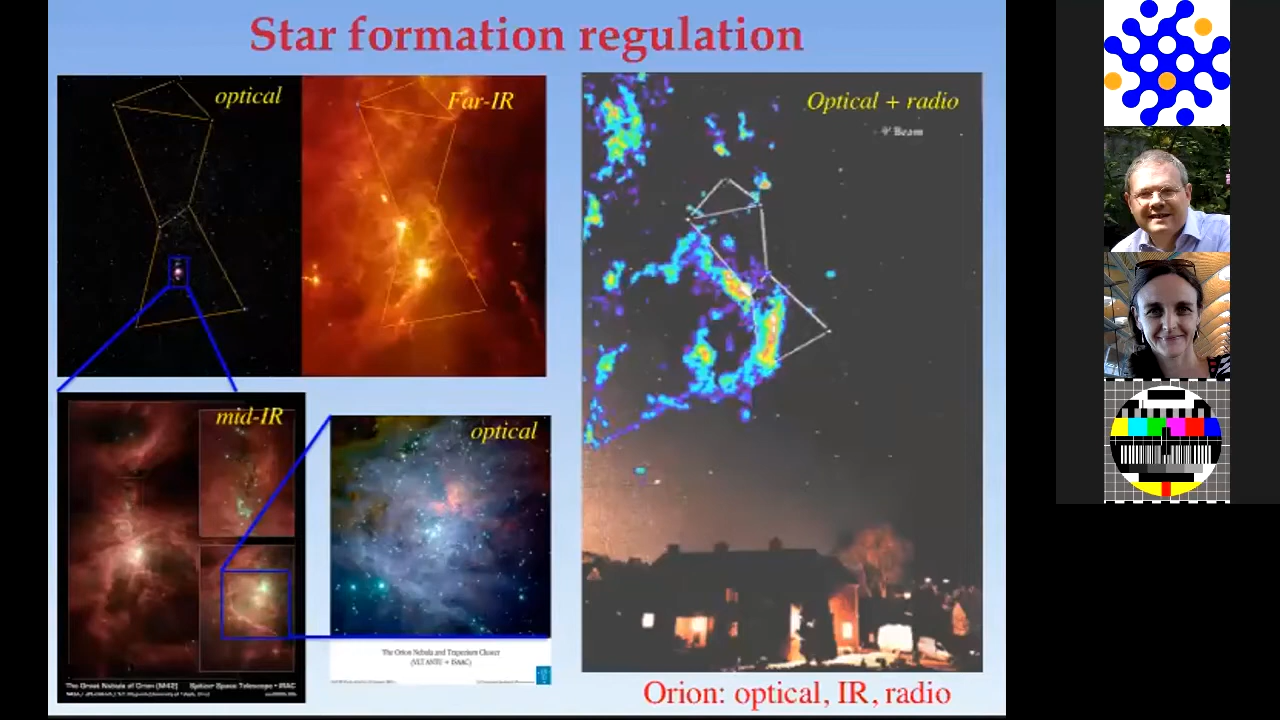 Star formation regulation
optical
Far-IR
Optical + radio
Beam
mid-IR
optical
The Orion Nebula and Trapezium Cluster
(VLT ANTU + ISAAC)
The Great Nebula of Orion (M42) Spitzer Space Telescope • IRAC
Orion: optical, IR, radio